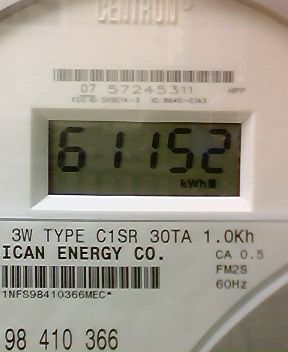 CENTRON®
07 57245311
HPP
61152
kWh
3W TYPE C1SR 30TA 1.0Kh
ICAN ENERGY CO.
CA 0.5
FM2S
60Hz
1NFS98410366MEC*
98 410 366